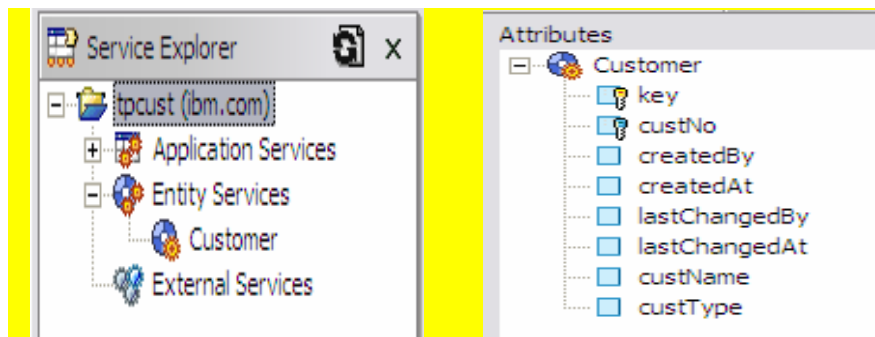 Service Explorer
tpcust (ibm.com)
Application Services
Entity Services
Customer
External Services
Attributes
Customer
key
custNo
createdBy
createdAt
lastChangedBy
lastChangedAt
custName
custType